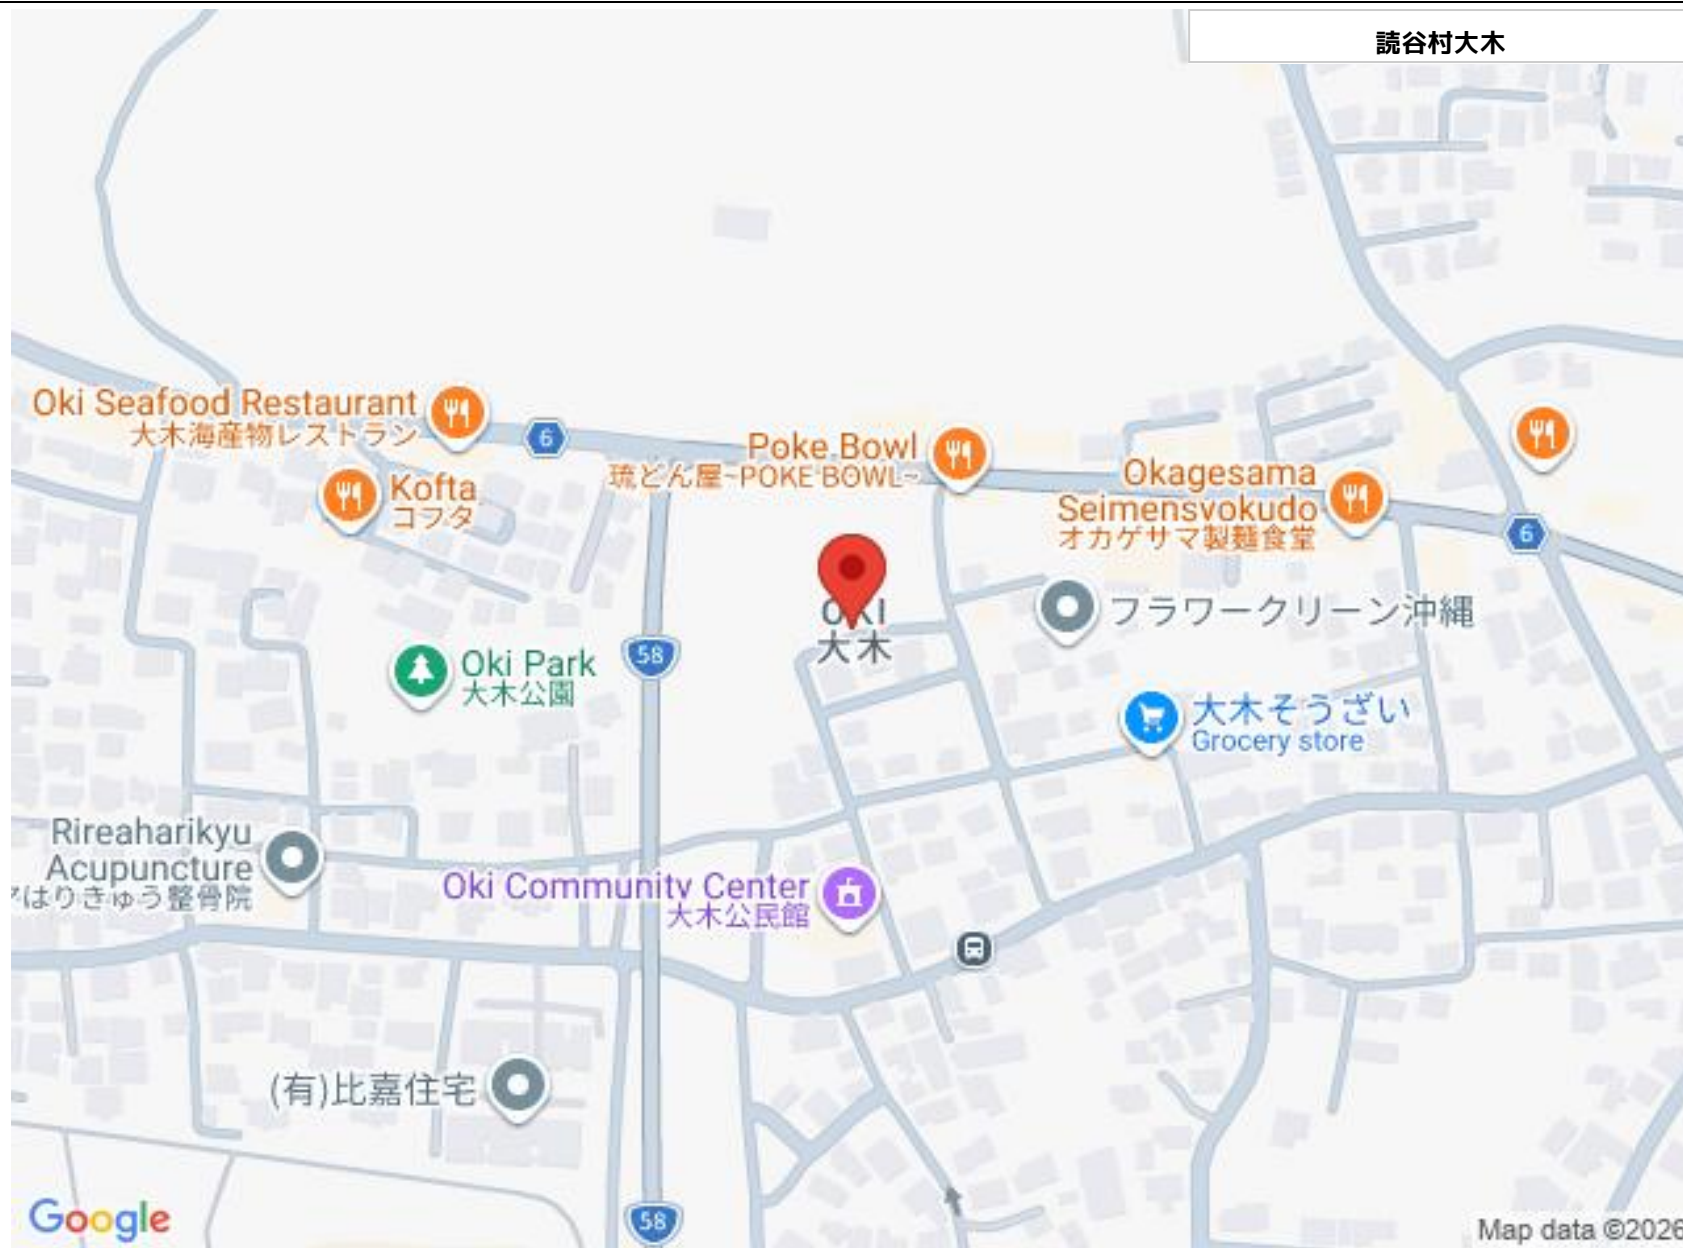 読谷村大木
Oki Seafood Restaurant
大木海産物レストラン
6
Poke Bowl
琉どん屋~POKE BOWL~
Kofta
コフタ
Okagesama
Seimensyokudo
オカゲサマ製麺食堂
6
OKI
大木
フラワークリーン沖縄
58
Oki Park
大木公園
大木そうざい
Grocery store
Rireaharikyu
Acupuncture
はりきゅう整骨院
Oki Community Center
大木公民館
(有)比嘉住宅
58
Google
Map data ©2026